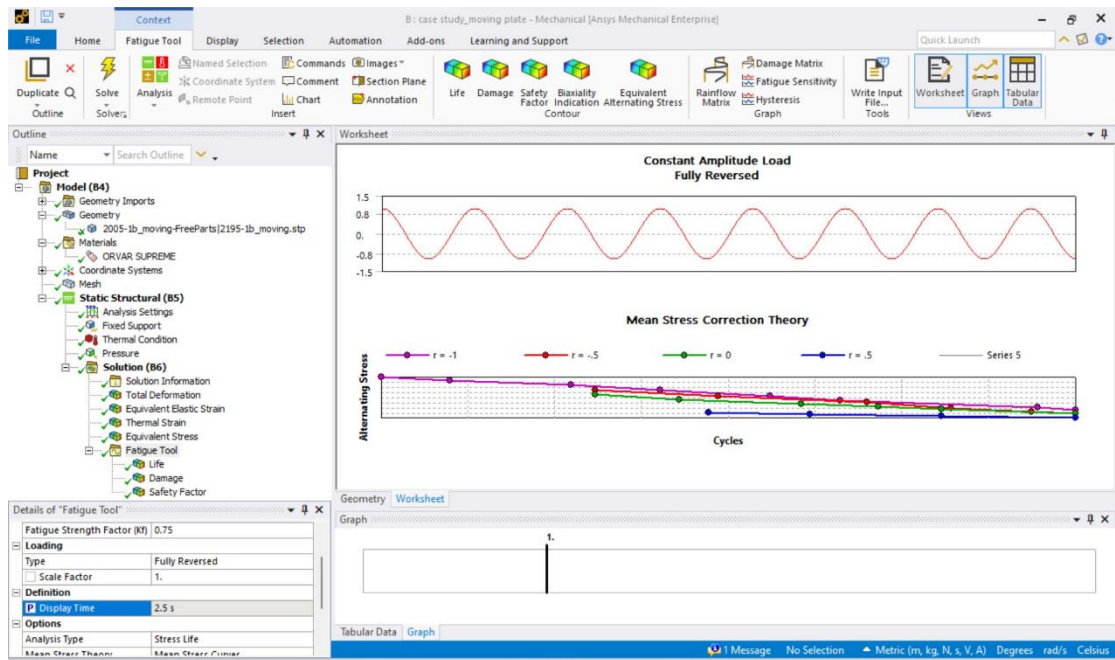 Context
B : case study_moving plate - Mechanical [Ansys Mechanical Enterprise]
File Home Fatigue Tool Display Selection Automation Add-ons Learning and Support Quick Launch
Duplicate Solve Analysis
Named Selection
Coordinate System
Remote Point
Commands
Comment
Chart
Images
Section Plane
Annotation
Life Damage Safety Factor Biaxiality Indication Equivalent Alternating Stress
Rainflow Matrix
Damage Matrix
Fatigue Sensitivity
Hysteresis
Write Input File...
Worksheet Graph Tabular Data
Outline Solver Insert Contour Graph Tools Views
Outline
Name Search Outline
Project
Model (B4)
Geometry Imports
Geometry
2005-1b_moving-FreeParts|2195-1b_moving.stp
Materials
ORVAR SUPREME
Coordinate Systems
Mesh
Static Structural (B5)
Analysis Settings
Fixed Support
Thermal Condition
Pressure
Solution (B6)
Solution Information
Total Deformation
Equivalent Elastic Strain
Thermal Strain
Equivalent Stress
Fatigue Tool
Life
Damage
Safety Factor
Details of "Fatigue Tool"
Fatigue Strength Factor (Kf) 0.75
Loading
Type Fully Reversed
Scale Factor 1.
Definition
P Display Time 2.5 s
Options
Analysis Type Stress Life
Mean Stress Theory Mean Stress Curves
Worksheet
Constant Amplitude Load
Fully Reversed
1.5
0.8
0.
-0.8
-1.5
Mean Stress Correction Theory
r = -1 r = -.5 r = 0 r = .5 Series 5
Alternating Stress
Cycles
Geometry Worksheet
Graph
1.
Tabular Data Graph
1 Message No Selection Metric (m, kg, N, s, V, A) Degrees rad/s Celsius